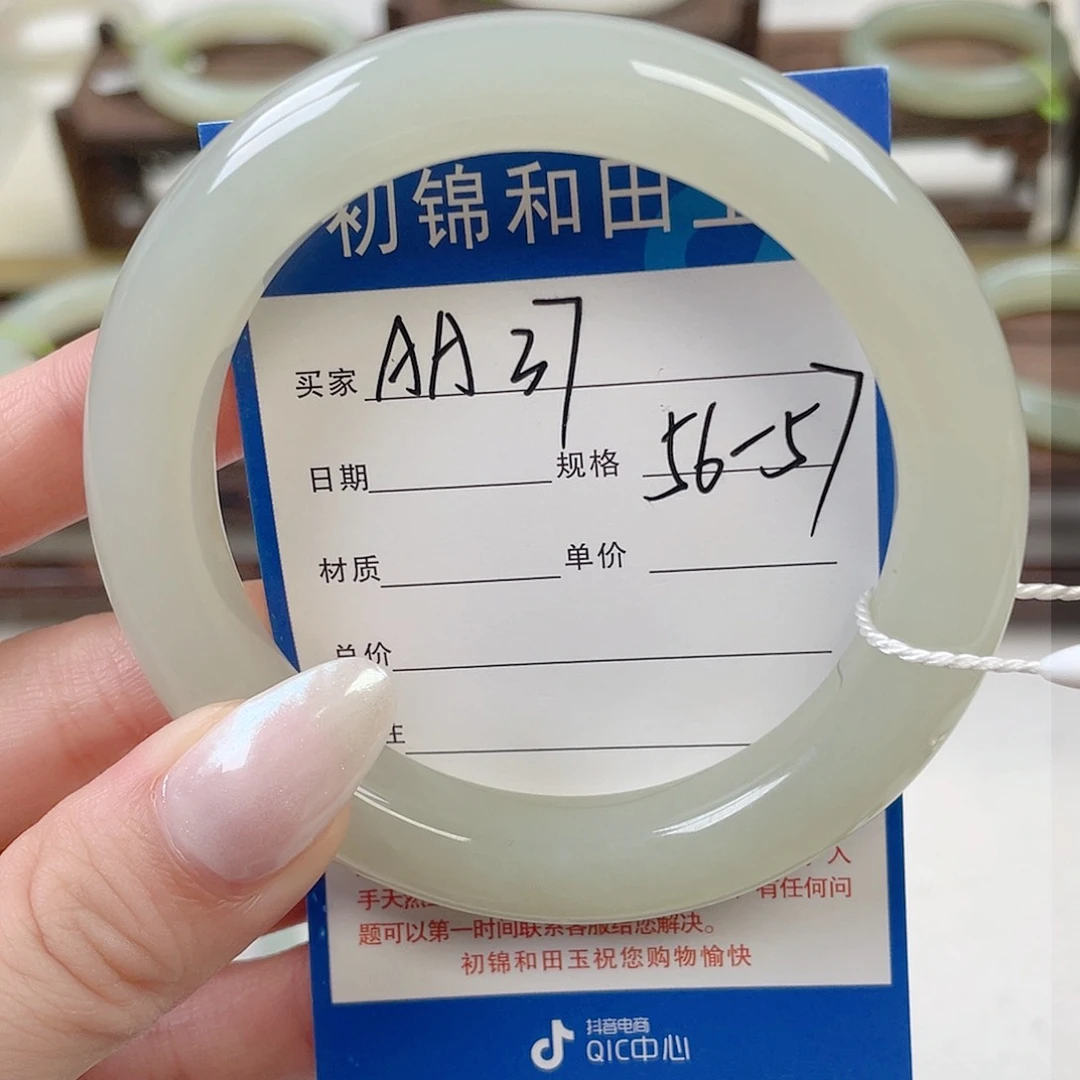 初锦和田玉
买家 AA37
日期 规格 56-57
材质 单价
总价
手天然 有任何问
题可以第一时间联系客服给您解决。
初锦和田玉祝您购物愉快
抖音电商
QIC中心